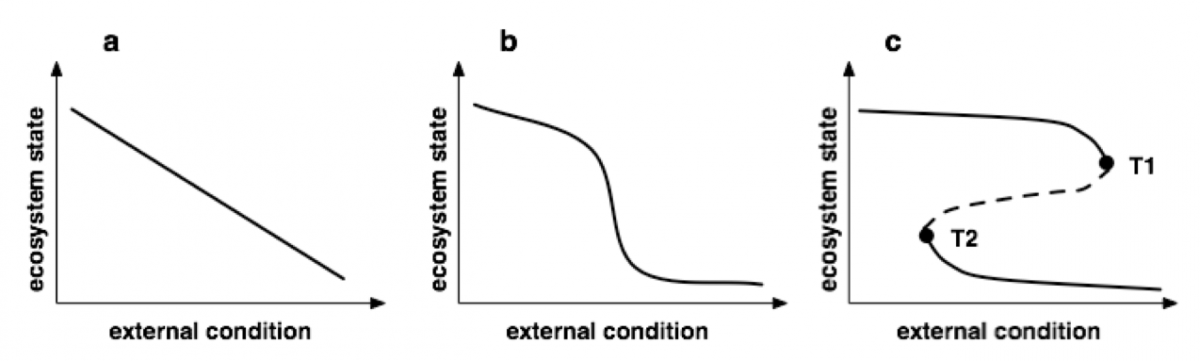 a
ecosystem state
external condition
b
ecosystem state
external condition
c
ecosystem state
T1
T2
external condition